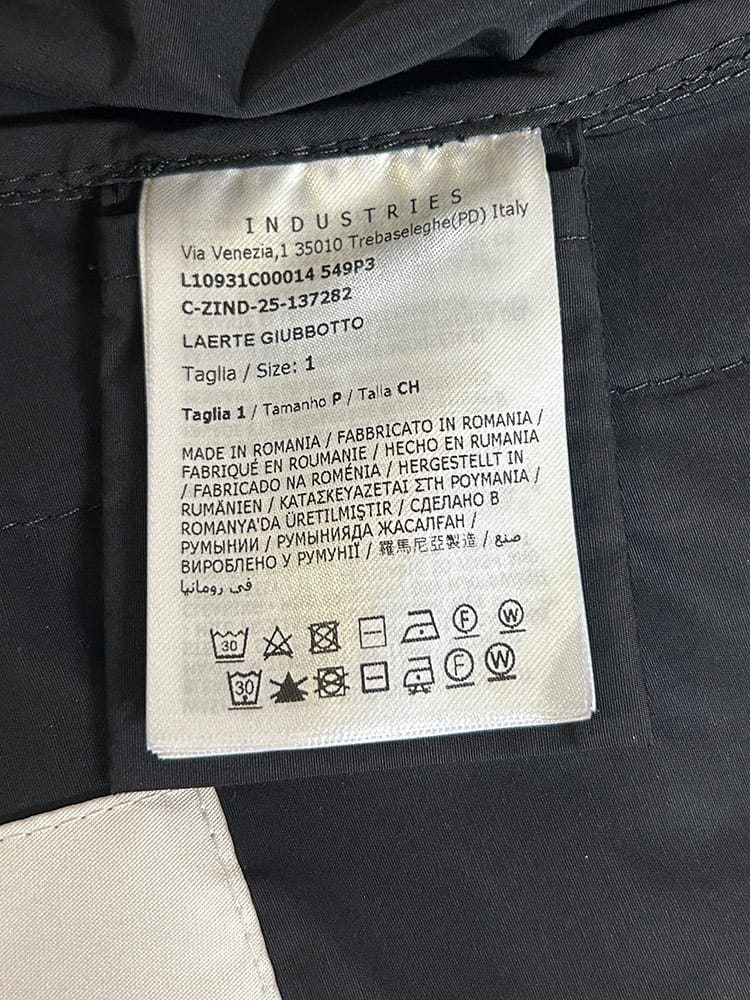 INDUSTRIES
Via Venezia,1 35010 Trebaseleghe(PD) Italy
L10931C00014 549P3
C-ZIND-25-137282
LAERTE GIUBBOTTO
Taglia / Size: 1
Taglia 1 / Tamanho P / Talla CH
MADE IN ROMANIA / FABBRICATO IN ROMANIA /
FABRIQUÉ EN ROUMANIE / HECHO EN RUMANIA
/ FABRICADO NA ROMÉNIA / HERGESTELLT IN
RUMÄNIEN / ΚΑΤΑΣΚΕΥΑΖΕΤΑΙ ΣΤΗ ΡΟΥΜΑΝΙΑ /
ROMANYA'DA ÜRETILMIŞTIR / СДЕЛАНО В
РУМЫНИИ / РУМЫНИЯДА ЖАСАЛҒАН /
ВИРОБЛЕНО У РУМУНІЇ / 羅馬尼亞製造 / صنع
في رومانيا
30 F W
30 F W